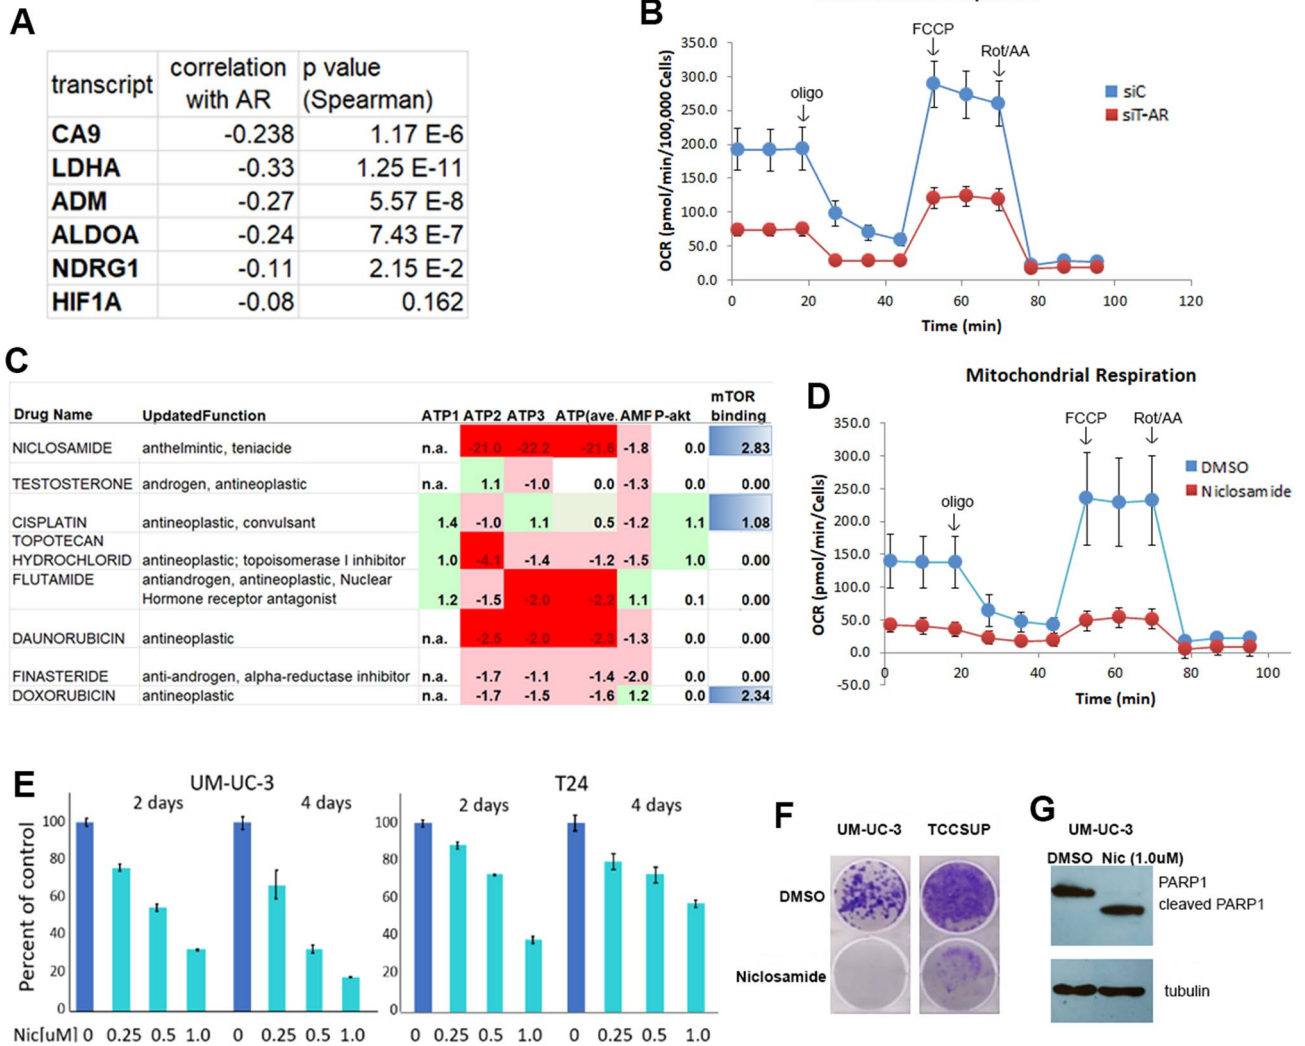 A
transcript correlation with AR p value (Spearman)
CA9 -0.238 1.17 E-6
LDHA -0.33 1.25 E-11
ADM -0.27 5.57 E-8
ALDOA -0.24 7.43 E-7
NDRG1 -0.11 2.15 E-2
HIF1A -0.08 0.162
B
OCR (pmol/min/100,000 Cells)
350.0
300.0
250.0
200.0
150.0
100.0
50.0
0.0
oligo
FCCP
Rot/AA
siC
siT-AR
0 20 40 60 80 100 120
Time (min)
C
Drug Name UpdatedFunction ATP1 ATP2 ATP3 ATP(ave. AMP P-akt mTOR binding
NICLOSAMIDE anthelmintic, teniacide n.a. -21.0 -22.2 -21.6 -1.8 0.0 2.83
TESTOSTERONE androgen, antineoplastic n.a. 1.1 -1.0 0.0 -1.3 0.0 0.00
CISPLATIN antineoplastic, convulsant 1.4 -1.0 1.1 0.5 -1.2 1.1 1.08
TOPOTECAN
HYDROCHLORID antineoplastic; topoisomerase I inhibitor 1.0 -4.1 -1.4 -1.2 -1.5 1.0 0.00
FLUTAMIDE antiandrogen, antineoplastic, Nuclear
Hormone receptor antagonist 1.2 -1.5 -2.0 -2.2 1.1 0.1 0.00
DAUNORUBICIN antineoplastic n.a. -2.5 -2.0 -2.3 -1.3 0.0 0.00
FINASTERIDE anti-androgen, alpha-reductase inhibitor n.a. -1.7 -1.1 -1.4 -2.0 0.0 0.00
DOXORUBICIN antineoplastic n.a. -1.7 -1.5 -1.6 1.2 0.0 2.34
D
Mitochondrial Respiration
OCR (pmol/min/Cells)
350.0
300.0
250.0
200.0
150.0
100.0
50.0
0.0
-50.0
oligo
FCCP
Rot/AA
DMSO
Niclosamide
0 20 40 60 80 100
Time (min)
E
Percent of control
UM-UC-3
2 days 4 days
100
80
60
40
20
0
Nic[uM] 0 0.25 0.5 1.0 0 0.25 0.5 1.0
T24
2 days 4 days
100
80
60
40
20
0
0 0.25 0.5 1.0 0 0.25 0.5 1.0
F
UM-UC-3 TCCSUP
DMSO
Niclosamide
G
UM-UC-3
DMSO Nic (1.0uM)
PARP1
cleaved PARP1
tubulin